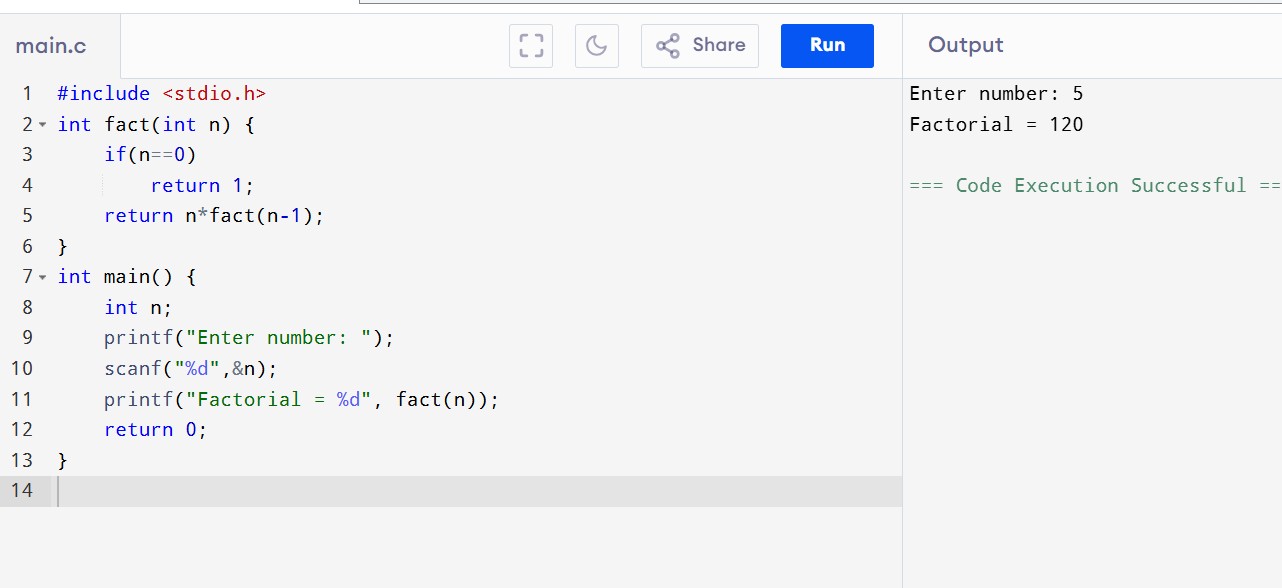 main.c
Share
Run
Output
1 #include <stdio.h>
2 int fact(int n) {
3     if(n==0)
4         return 1;
5     return n*fact(n-1);
6 }
7 int main() {
8     int n;
9     printf("Enter number: ");
10     scanf("%d",&n);
11     printf("Factorial = %d", fact(n));
12     return 0;
13 }
14
Enter number: 5
Factorial = 120
=== Code Execution Successful ==